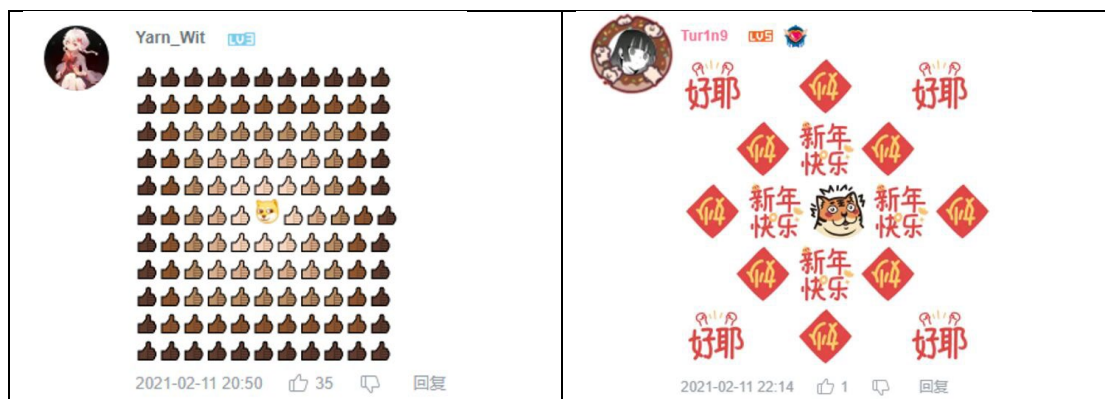 Yarn_Wit LV3
2021-02-11 20:50 35 回复
Tur1n9 LV5
好耶 好耶
新年
快乐
新年 新年
快乐 快乐
新年
快乐
好耶 好耶
2021-02-11 22:14 1 回复